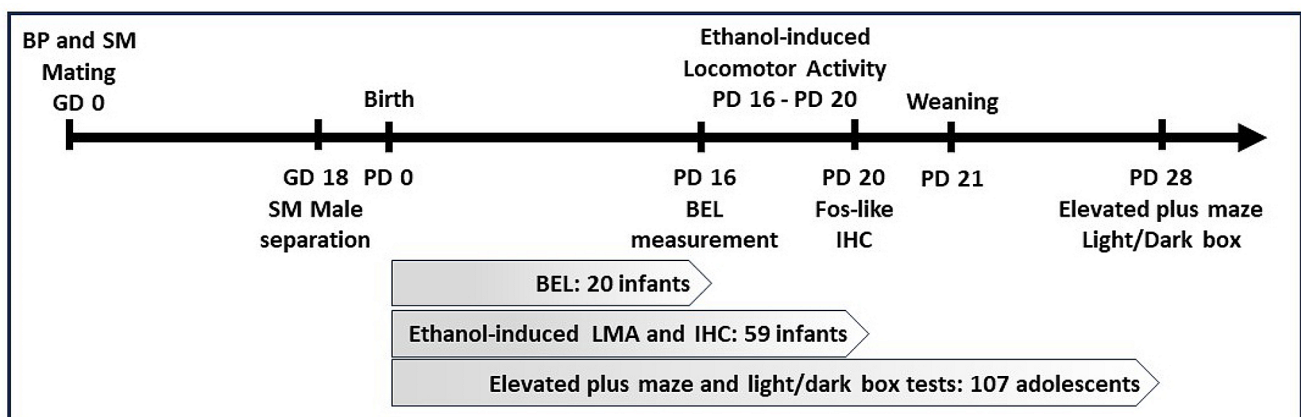 BP and SM
Mating
GD 0
Birth
Ethanol-induced
Locomotor Activity
PD 16 - PD 20
Weaning
GD 18
SM Male
separation
PD 0
PD 16
BEL
measurement
PD 20
Fos-like
IHC
PD 21
PD 28
Elevated plus maze
Light/Dark box
BEL: 20 infants
Ethanol-induced LMA and IHC: 59 infants
Elevated plus maze and light/dark box tests: 107 adolescents